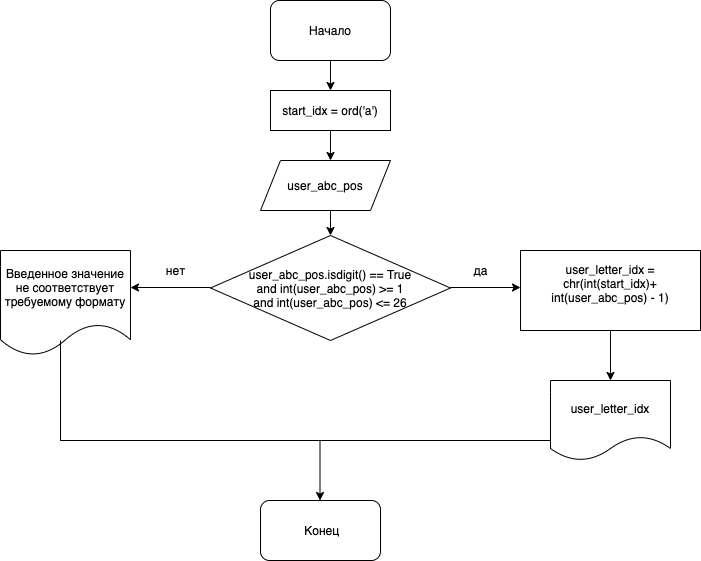 Начало
start_idx = ord('a')
user_abc_pos
user_abc_pos.isdigit() == True
and int(user_abc_pos) >= 1
and int(user_abc_pos) <= 26
нет
да
Введенное значение
не соответствует
требуемому формату
user_letter_idx =
chr(int(start_idx)+
int(user_abc_pos) - 1)
user_letter_idx
Конец